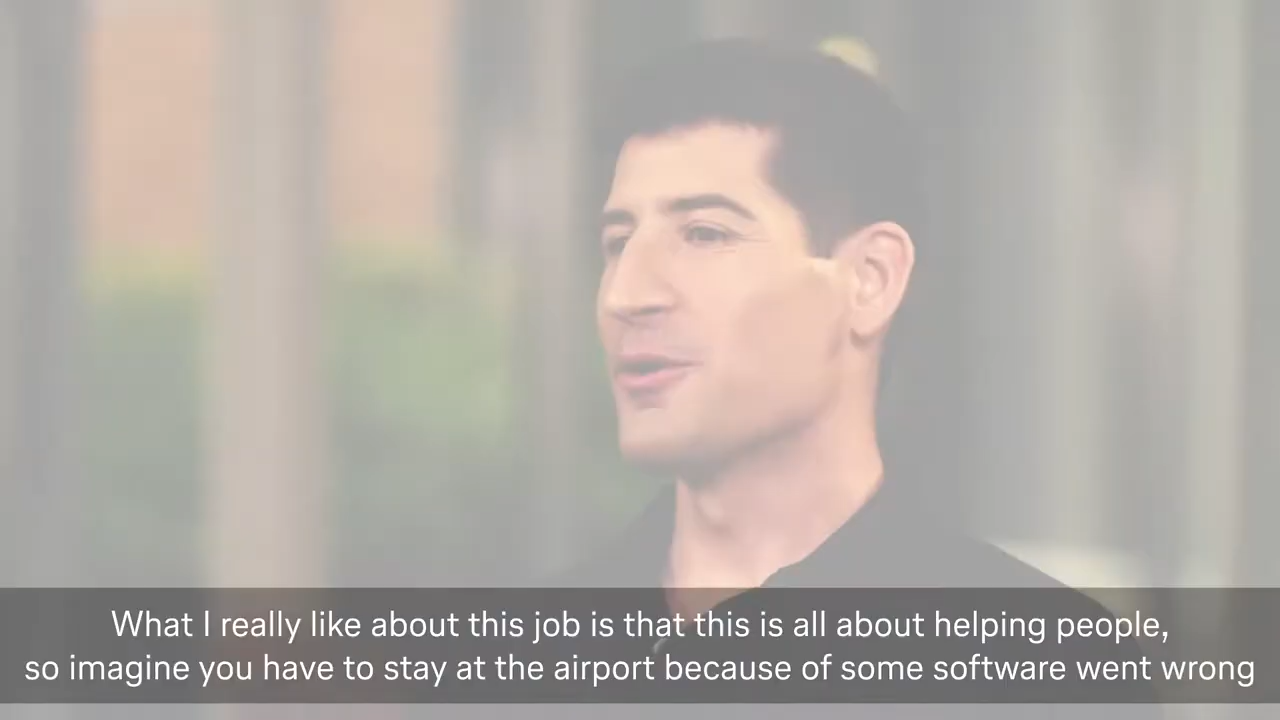 What I really like about this job is that this is all about helping people,
so imagine you have to stay at the airport because of some software went wrong